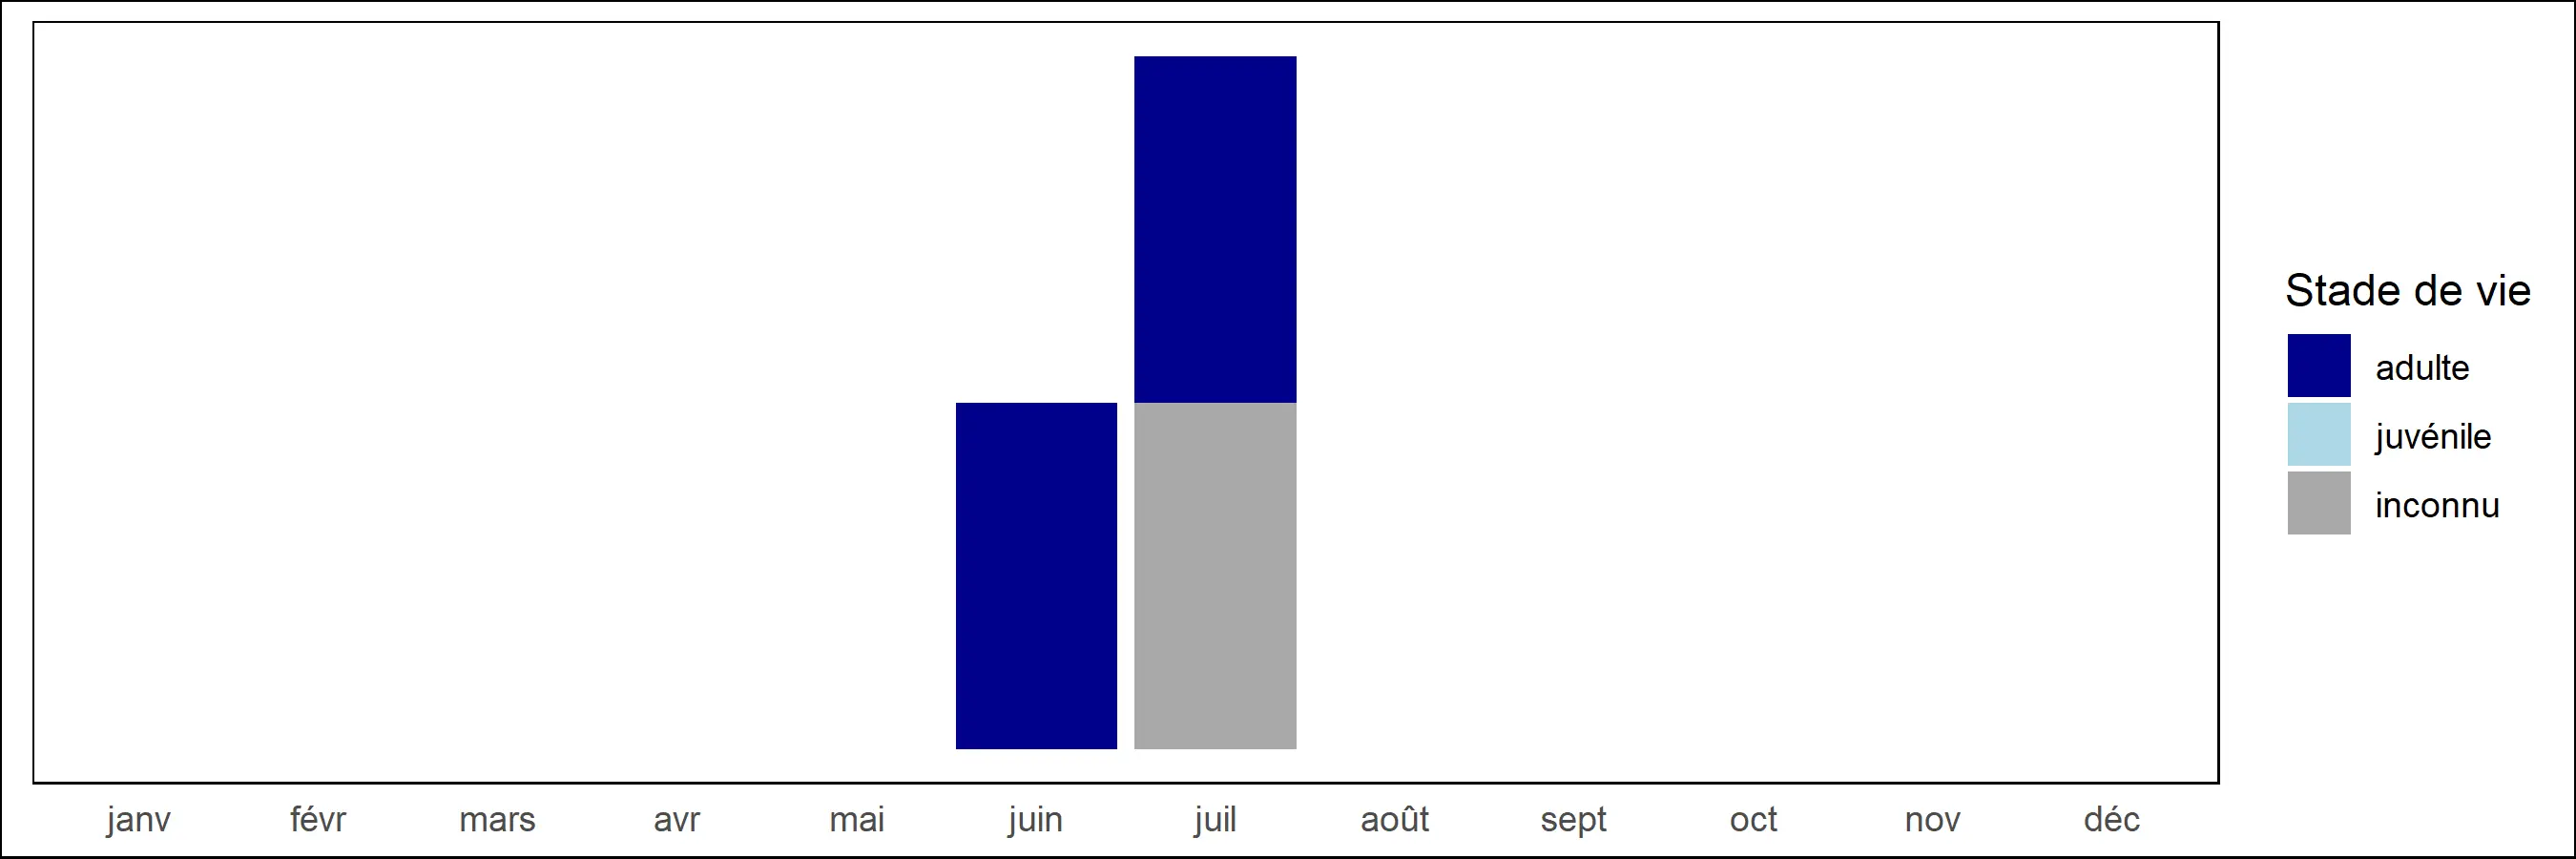 Stade de vie
adulte
juvénile
inconnu
janv févr mars avr mai juin juil août sept oct nov déc